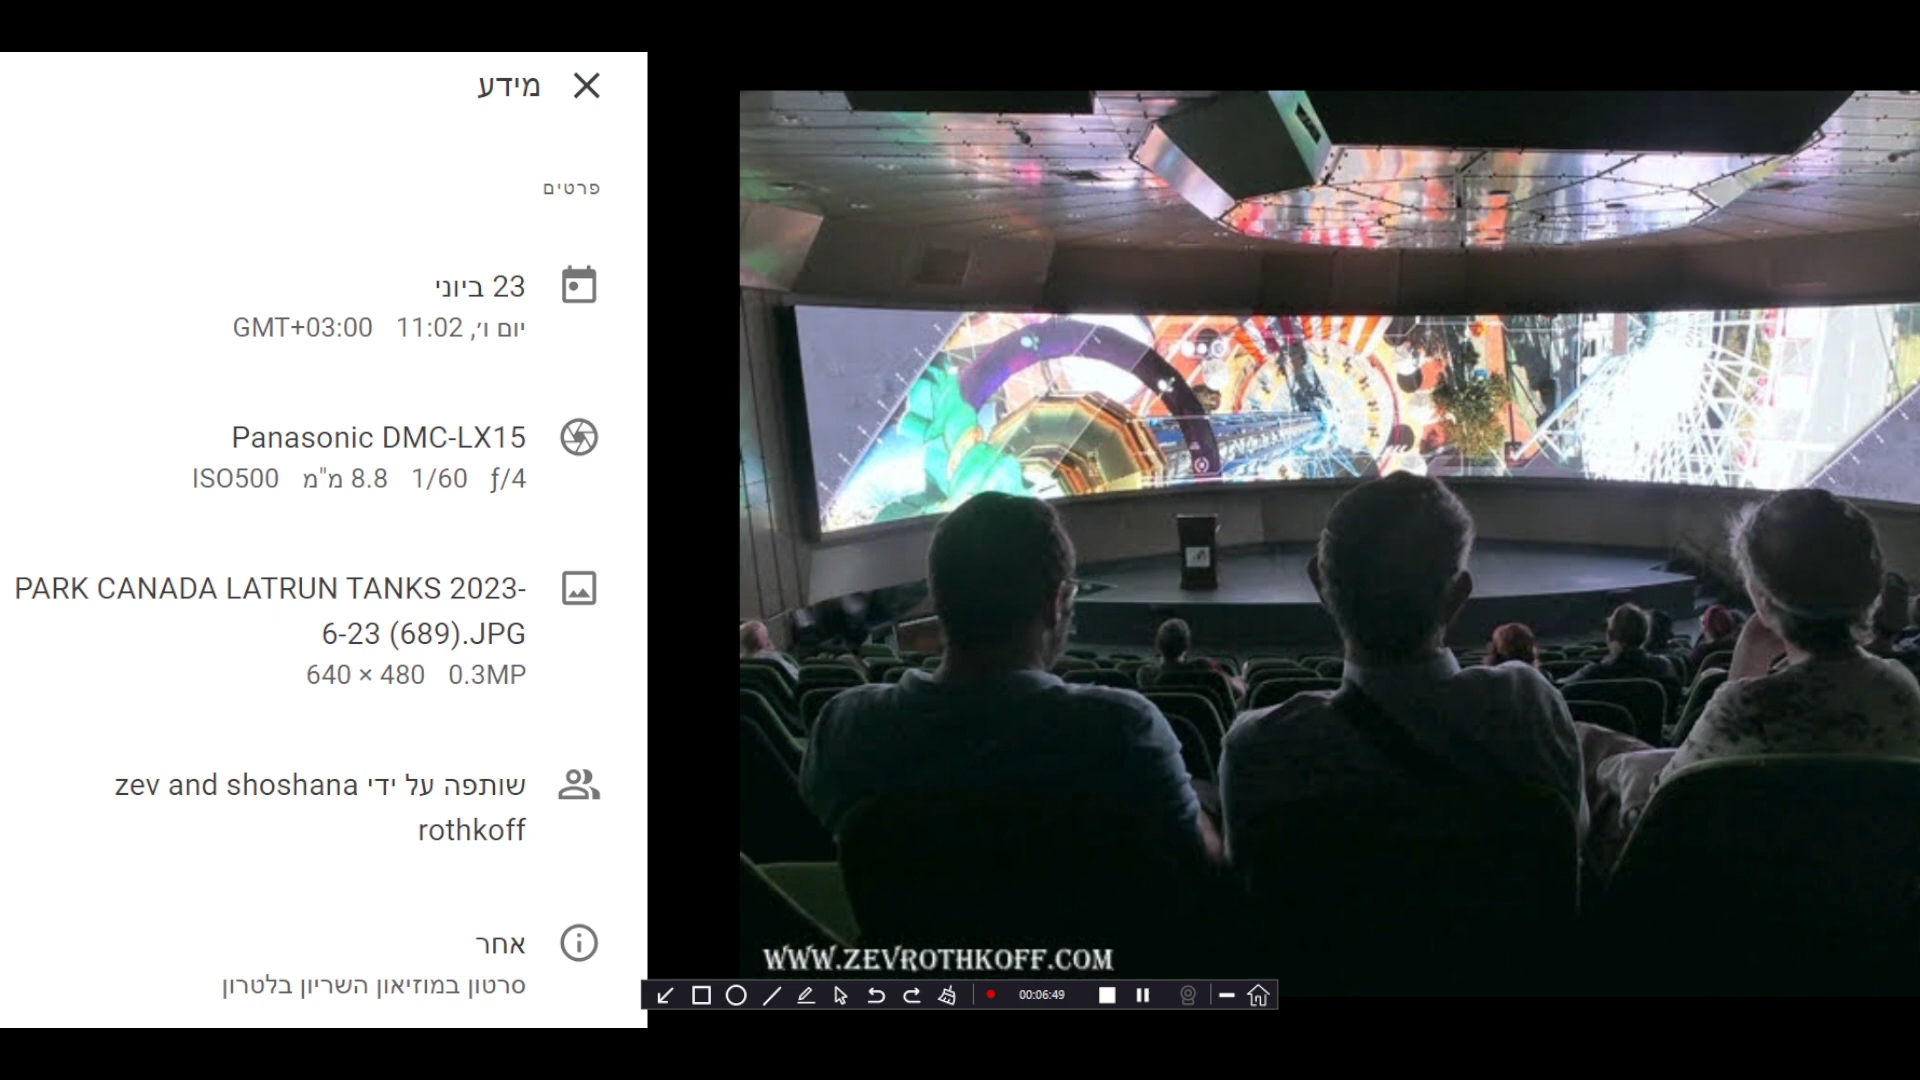 מידע
פרטים
23 ביוני
יום ו׳, 11:02 GMT+03:00
Panasonic DMC-LX15
ƒ/4 1/60 8.8 מ"מ ISO500
PARK CANADA LATRUN TANKS 2023-
6-23 (689).JPG
640 × 480 0.3MP
שותפה על ידי zev and shoshana
rothkoff
אחר
סרטון במוזיאון השריון בלטרון
WWW.ZEVROTHKOFF.COM
00:06:49